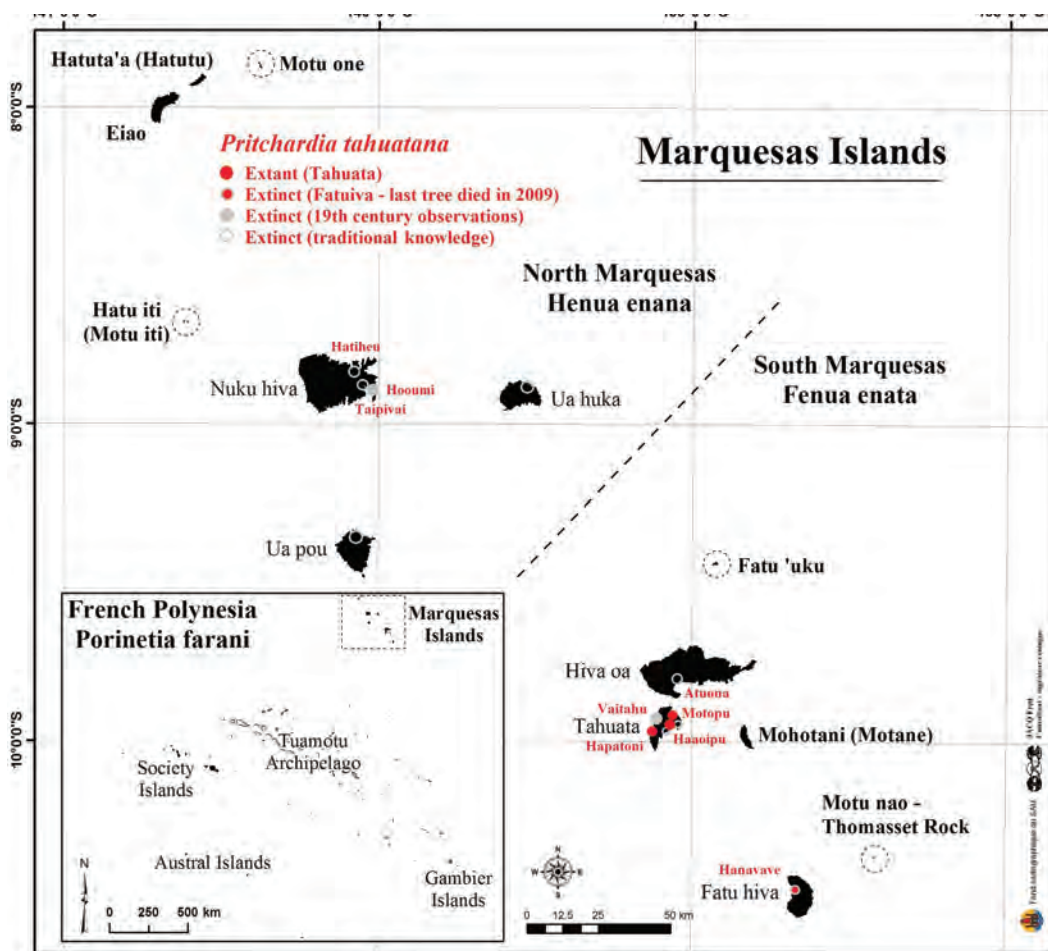 Hatuta'a (Hatutu)
Motu one
8°0'0"S
Eiao
Pritchardia tahuatana
Extant (Tahuata)
Extinct (Fatuiva - last tree died in 2009)
Extinct (19th century observations)
Extinct (traditional knowledge)
Marquesas Islands
North Marquesas
Henua enana
Hatu iti
(Motu iti)
South Marquesas
Fenua enata
Hatiheu
Nuku hiva
Hooumi
Taipivai
Ua huka
9°0'0"S
Ua pou
Fatu 'uku
French Polynesia
Porinetia farani
Marquesas
Islands
Hiva oa
Atuona
Vaitahu
Motopu
Tahuata
Hapatoni
Haaoipu
Mohotani (Motane)
10°0'0"S
Tuamotu
Archipelago
Society
Islands
Motu nao -
Thomasset Rock
Austral Islands
Gambier
Islands
Hanavave
Fatu hiva
N
0 250 500 km
N
W E
S
0 12.5 25 50 km